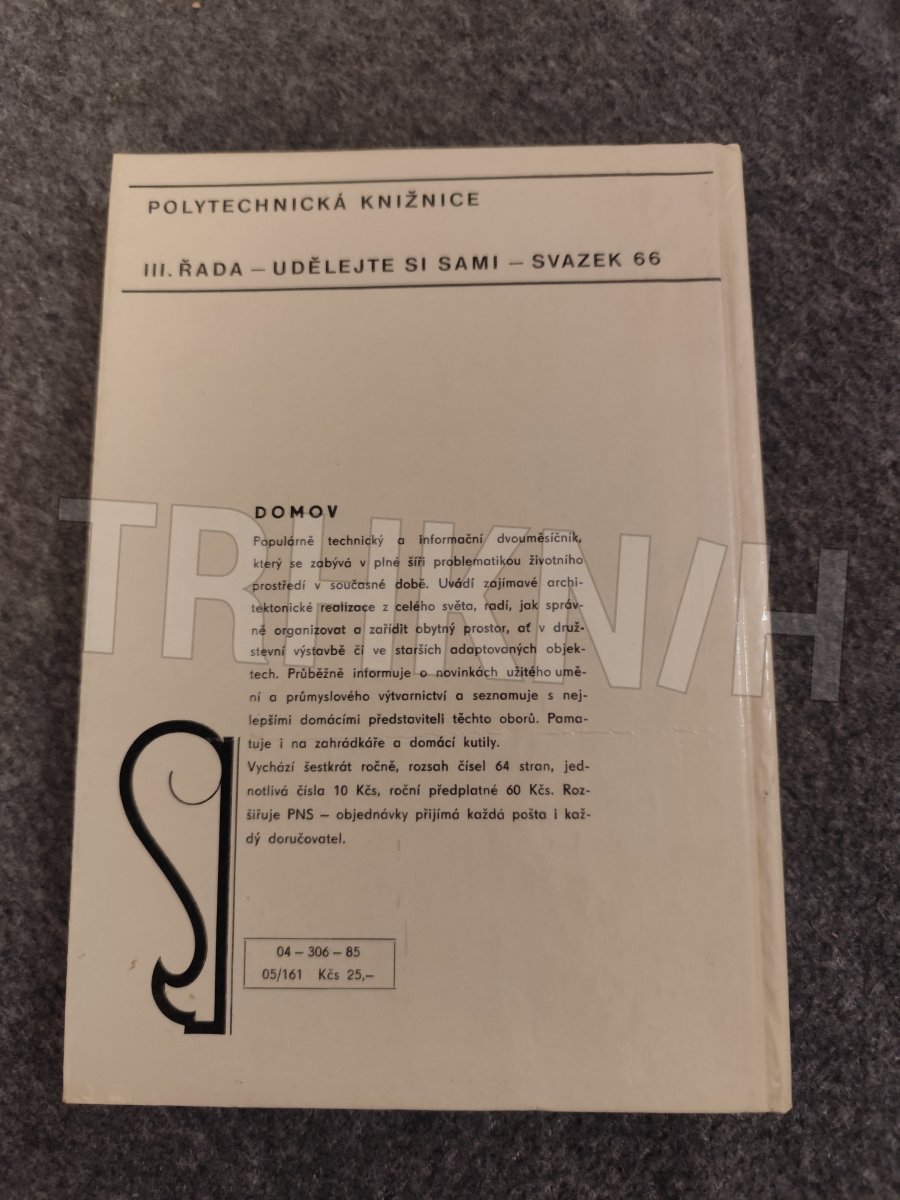 POLYTECHNICKÁ KNIŽNICE
III. ŘADA – UDĚLEJTE SI SAMI – SVAZEK 66
DOMOV
Populárně technický a informační dvouměsíčník,
který se zabývá v plné šíři problematikou životního
prostředí v současné době. Uvádí zajímavé archi-
tektonické realizace z celého světa, radí, jak správ-
ně organizovat a zařídit obytný prostor, ať v druž-
stevní výstavbě či ve starších adaptovaných objek-
tech. Průběžně informuje o novinkách užitého umě-
ní a průmyslového výtvarnictví a seznamuje s nej-
lepšími domácími představiteli těchto oborů. Pama-
tuje i na zahrádkáře a domácí kutily.
Vychází šestkrát ročně, rozsah čísel 64 stran, jed-
notlivá čísla 10 Kčs, roční předplatné 60 Kčs. Roz-
šiřuje PNS – objednávky přijímá každá pošta i kaž-
dý doručovatel.
04 – 306 – 85
05/161 Kčs 25,–
TRHKNIH